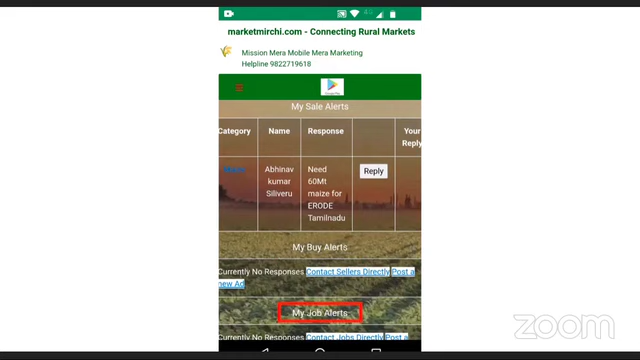 marketmirchi.com - Connecting Rural Markets
Mission Mera Mobile Mera Marketing
Helpline 9822719618
My Sale Alerts
Category Name Response Your Reply
Abhinav kumar Siliveru Need 60Mt maize for ERODE Tamilnadu Reply
My Buy Alerts
Currently No Responses Contact Sellers Directly Post a
new Ad
My Job Alerts
Currently No Responses Contact Jobs Directly Post a
zoom